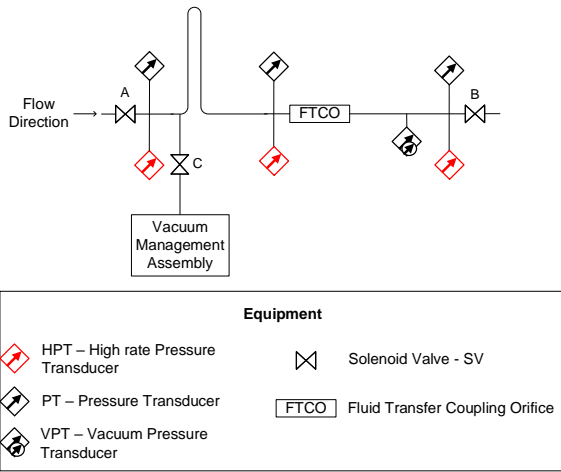 A
B
Flow
Direction
FTCO
C
Vacuum
Management
Assembly
Equipment
HPT – High rate Pressure
Transducer
Solenoid Valve - SV
PT – Pressure Transducer
FTCO Fluid Transfer Coupling Orifice
VPT – Vacuum Pressure
Transducer